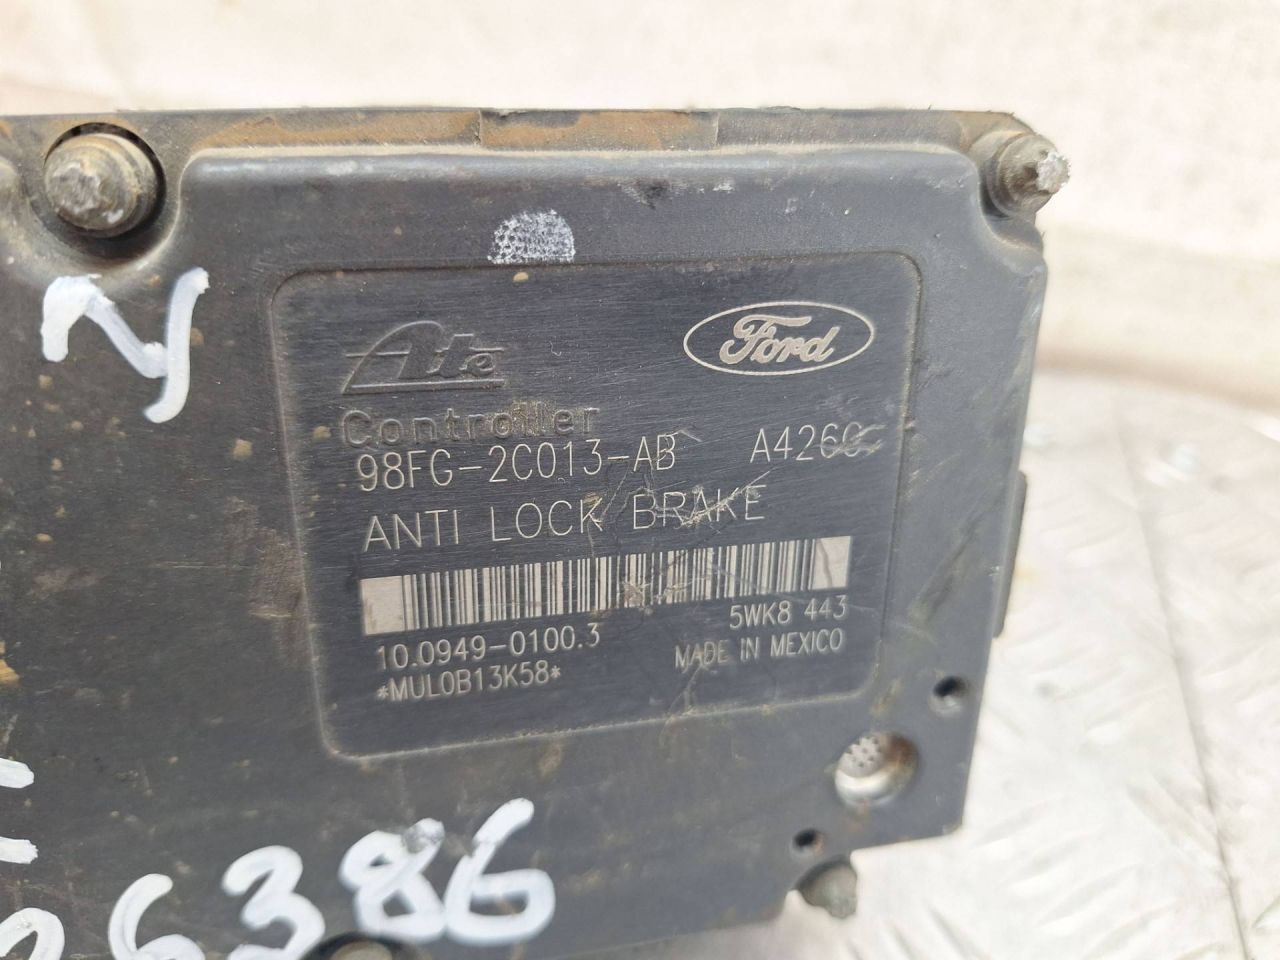 Ate
Ford
Controller
98FG-2C013-AB
ANTI LOCK BRAKE
10.0949-0100.3
5WK8 443
*MUL0B13K58*
MADE IN MEXICO
6386